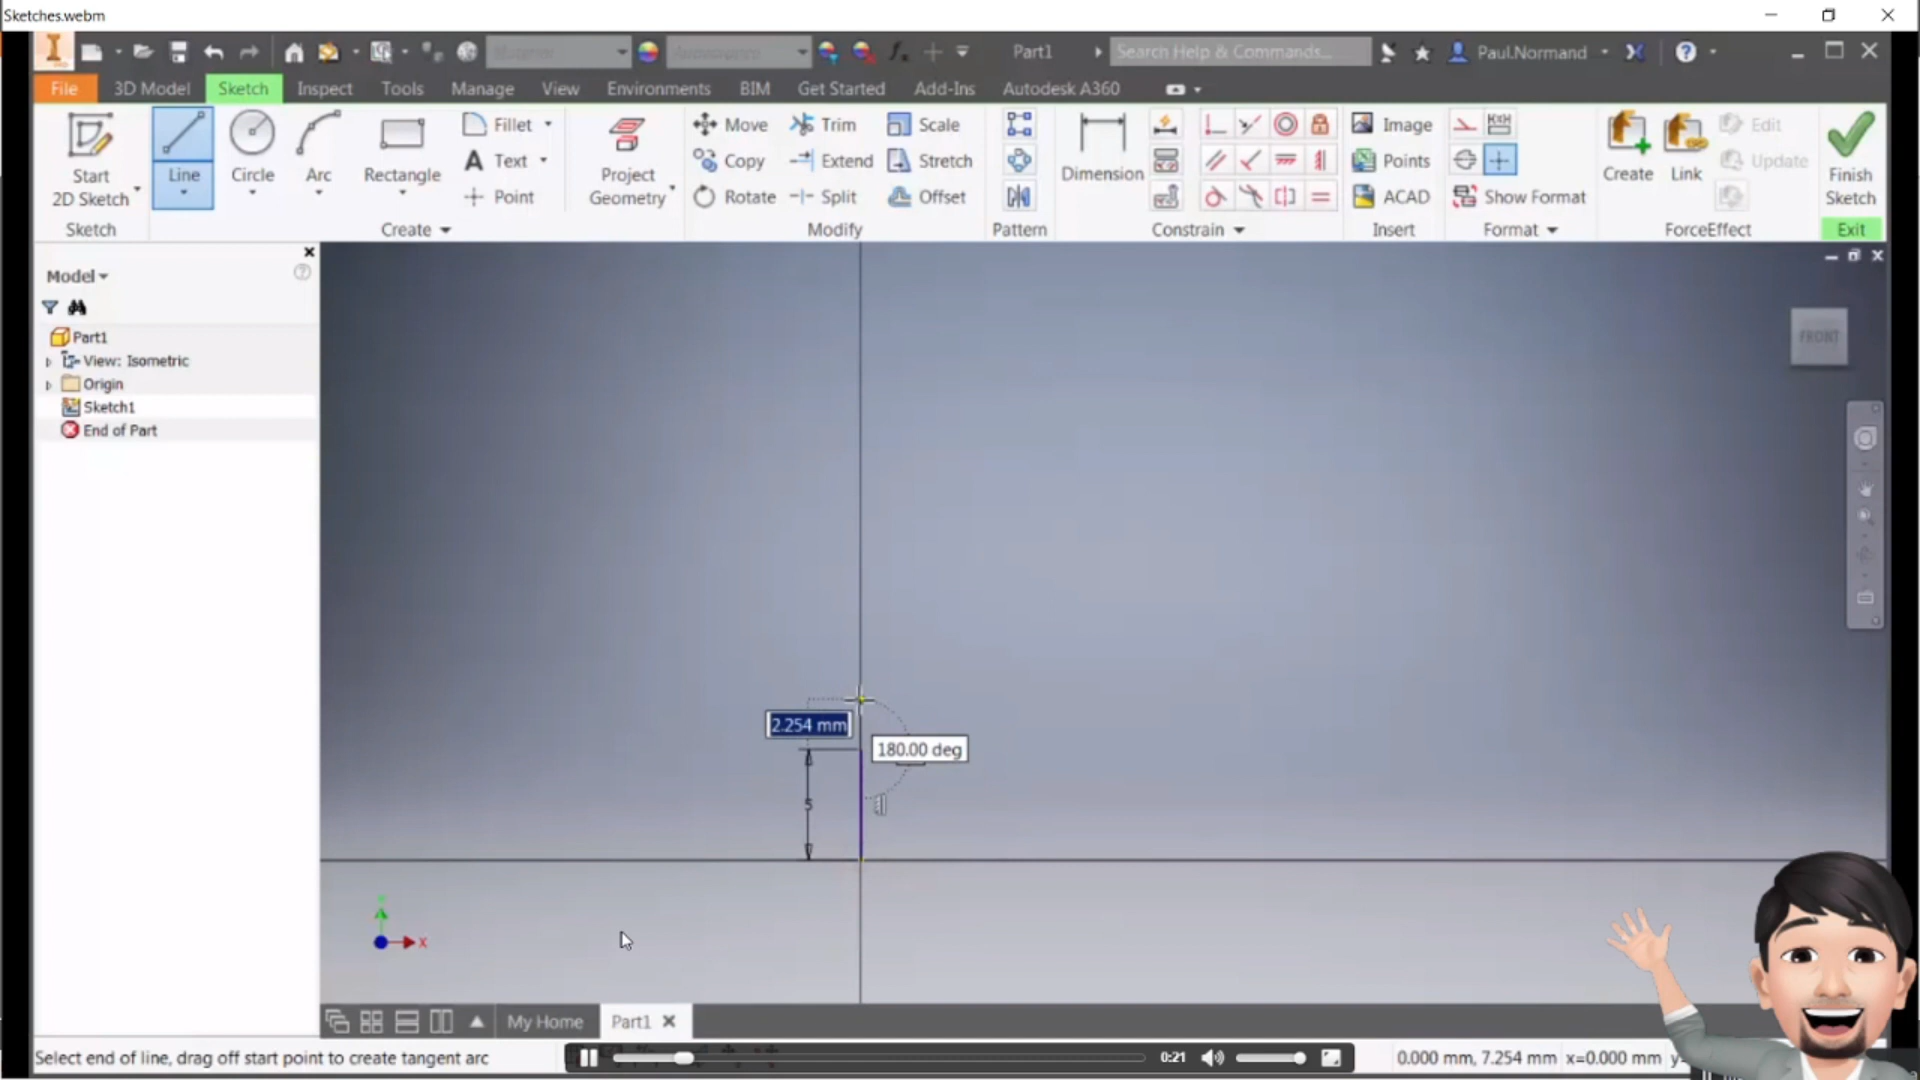 Sketches.webm
Part1 Search Help & Commands... Paul.Normand
File 3D Model Sketch Inspect Tools Manage View Environments BIM Get Started Add-Ins Autodesk A360
Start 2D Sketch
Line Circle Arc Rectangle
Fillet
Text
Point
Project Geometry
Move Trim Scale
Copy Extend Stretch
Rotate Split Offset
Dimension
Image
Points
ACAD
Show Format
Create Link
Edit
Update
Finish Sketch
Sketch Create Modify Pattern Constrain Insert Format ForceEffect Exit
Model
Part1
View: Isometric
Origin
Sketch1
End of Part
FRONT
2.254 mm
180.00 deg
5
X
My Home Part1
Select end of line, drag off start point to create tangent arc
0:21
0.000 mm, 7.254 mm x=0.000 mm